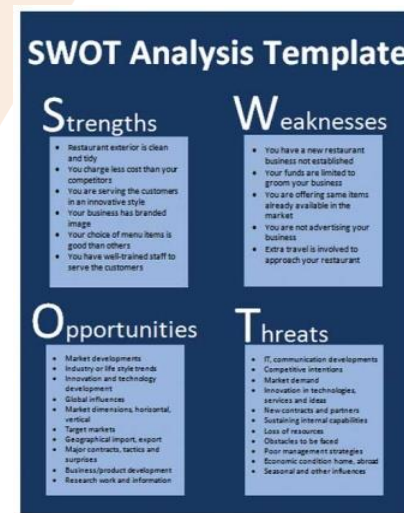 SWOT Analysis Template
Strengths
• Restaurant exterior is clean
and tidy
• You charge less cost than your
competitors
• You are serving the customers
in an innovative style
• Your business has branded
image
• Your choice of menu items is
good than others
• You have well-trained staff to
serve the customers
Weaknesses
• You have a new restaurant
business not established
• Your funds are limited to
groom your business
• You are offering same items
already available in the
market
• You are not advertising your
business
• Extra travel is involved to
approach your restaurant
Opportunities
• Market developments
• Industry or life style trends
• Innovation and technology
development
• Global influences
• Market dimensions, horizontal,
vertical
• Target markets
• Geographical import, export
• Major contracts, tactics and
surprises
• Business/product development
• Research work and information
Threats
• IT, communication developments
• Competitive intentions
• Market demand
• Innovation in technologies,
services and ideas
• New contracts and partners
• Sustaining internal capabilities
• Loss of resources
• Obstacles to be faced
• Poor management strategies
• Economic condition home, abroad
• Seasonal and other influences